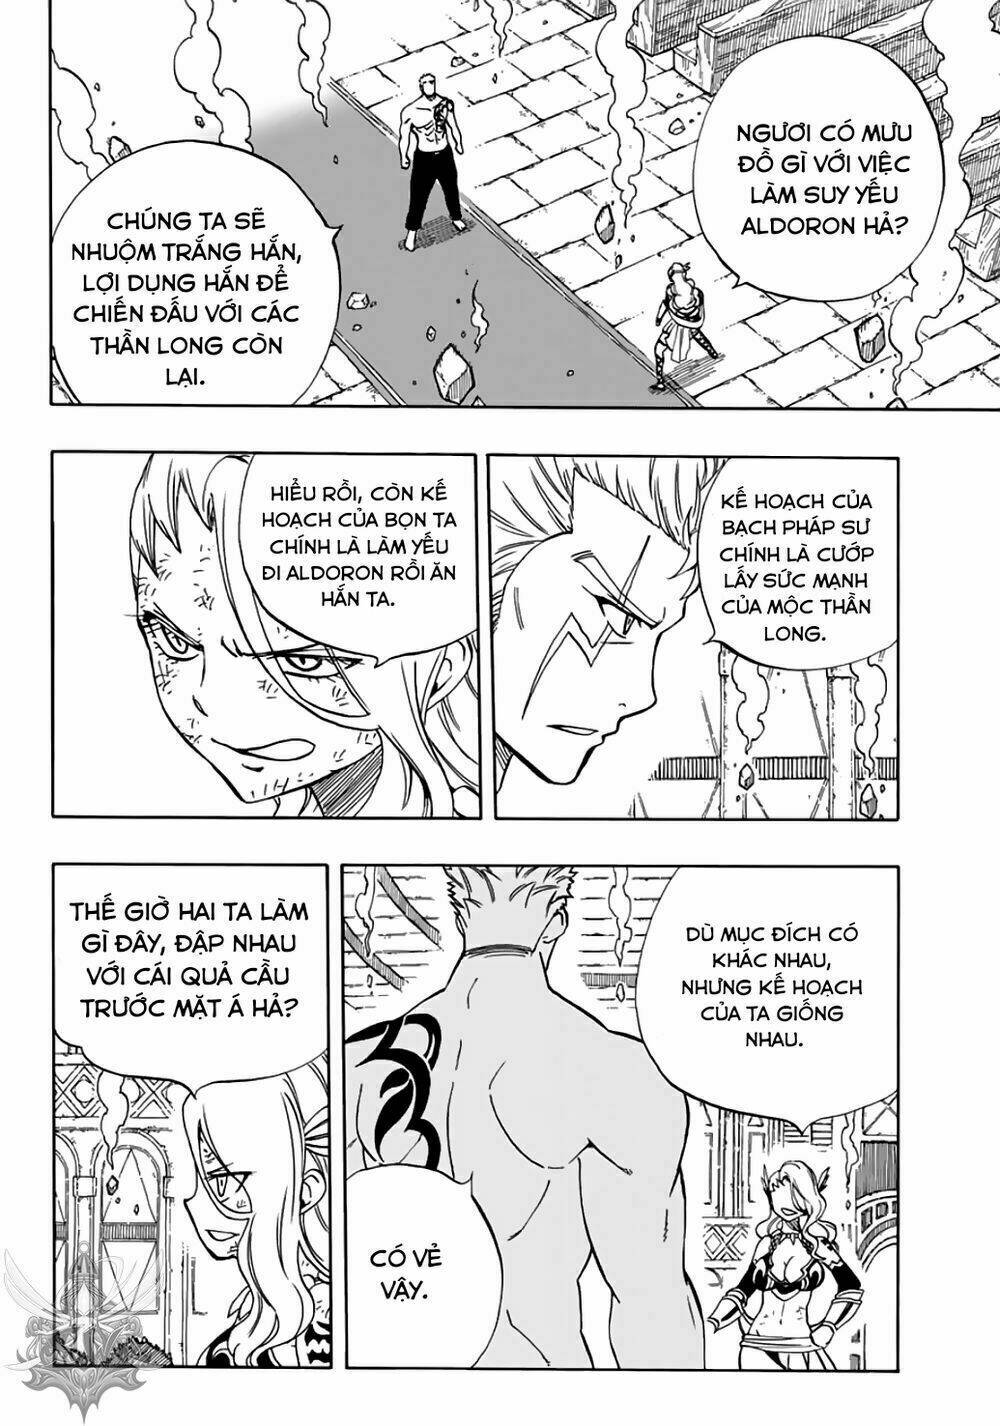 NGƯƠI CÓ MƯU
ĐỒ GÌ VỚI VIỆC
LÀM SUY YẾU
ALDORON HẢ?
CHÚNG TA SẼ
NHUỘM TRẮNG HẮN,
LỢI DỤNG HẮN ĐỂ
CHIẾN ĐẤU VỚI CÁC
THẦN LONG CÒN
LẠI.
KẾ HOẠCH CỦA
BẠCH PHÁP SƯ
CHÍNH LÀ CƯỚP
LẤY SỨC MẠNH
CỦA MỘC THẦN
LONG.
HIỂU RỒI, CÒN KẾ
HOẠCH CỦA BỌN TA
CHÍNH LÀ LÀM YẾU
ĐI ALDORON RỒI ĂN
HẮN TA.
DÙ MỤC ĐÍCH CÓ
KHÁC NHAU,
NHƯNG KẾ HOẠCH
CỦA TA GIỐNG
NHAU.
CÓ VẺ
VẬY.
THẾ GIỜ HAI TA LÀM
GÌ ĐÂY, ĐẬP NHAU
VỚI CÁI QUẢ CẦU
TRƯỚC MẶT Á HẢ?